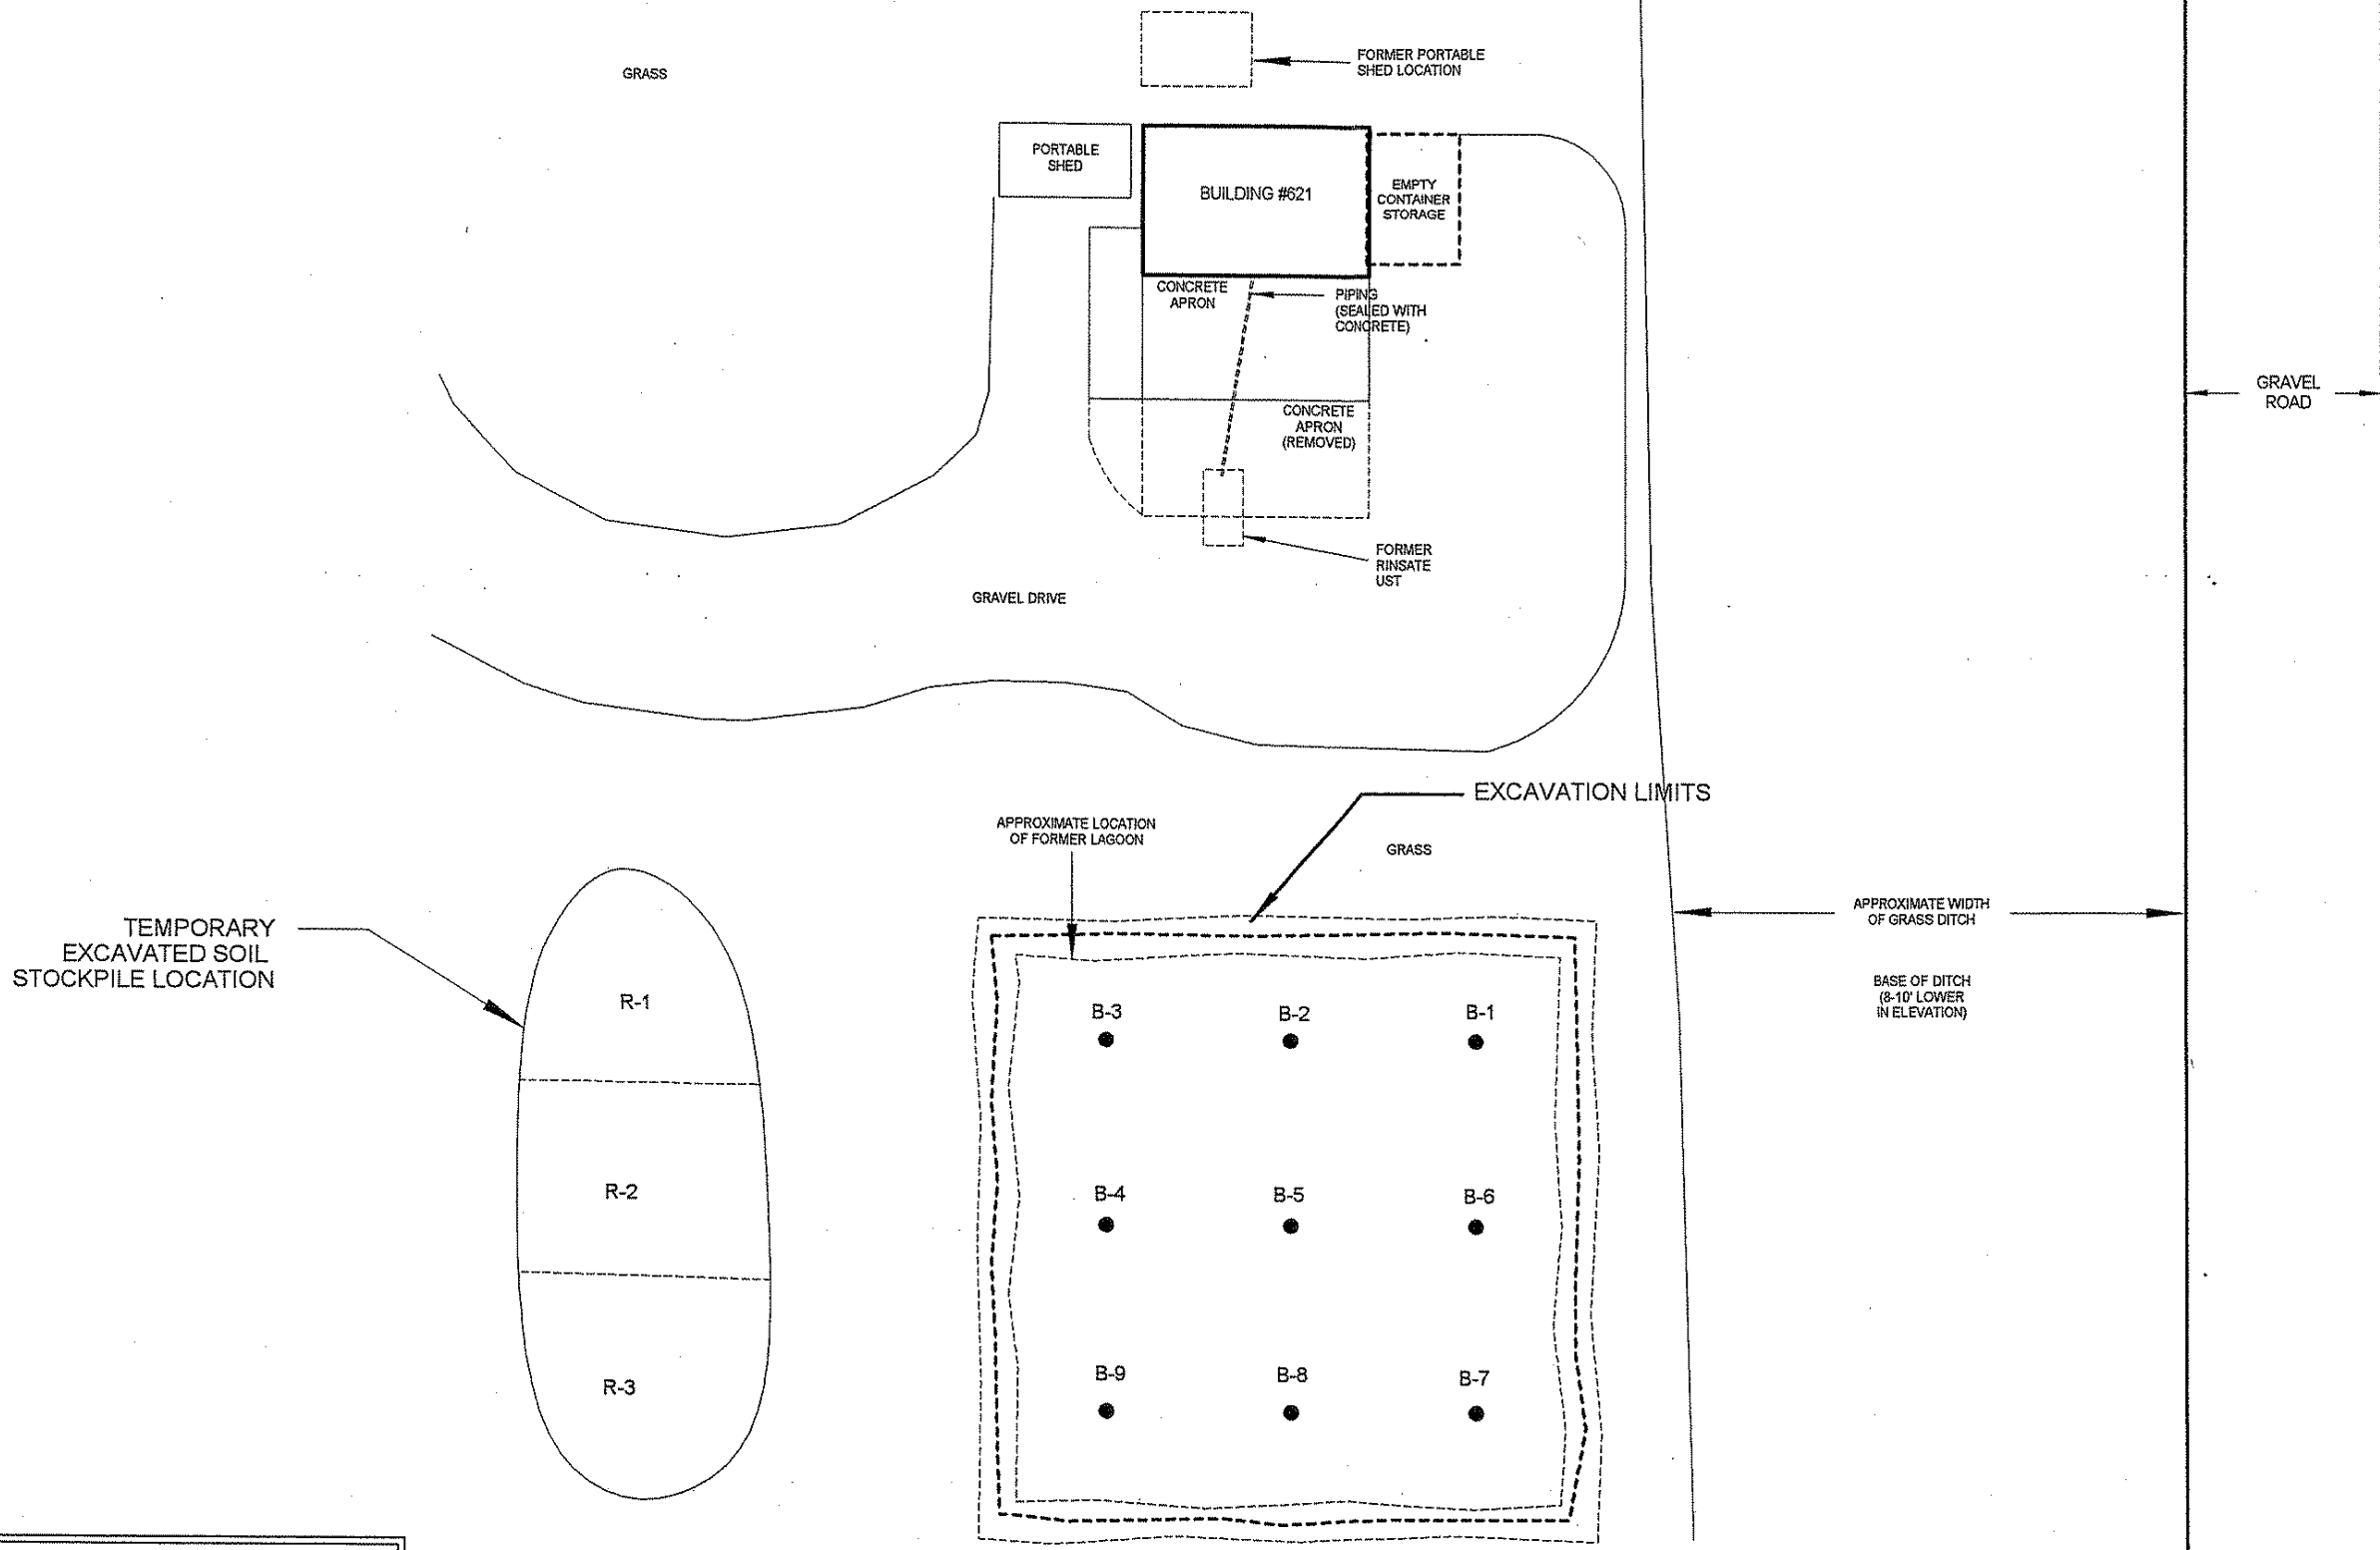 GRASS
FORMER PORTABLE
SHED LOCATION
PORTABLE
SHED
BUILDING #621
EMPTY
CONTAINER
STORAGE
CONCRETE
APRON
PIPING
(SEALED WITH
CONCRETE)
GRAVEL
ROAD
CONCRETE
APRON
(REMOVED)
FORMER
RINSATE
UST
GRAVEL DRIVE
EXCAVATION LIMITS
APPROXIMATE LOCATION
OF FORMER LAGOON
GRASS
TEMPORARY
EXCAVATED SOIL
STOCKPILE LOCATION
APPROXIMATE WIDTH
OF GRASS DITCH
BASE OF DITCH
(8-10' LOWER
IN ELEVATION)
R-1
B-3
B-2
B-1
R-2
B-4
B-5
B-6
R-3
B-9
B-8
B-7